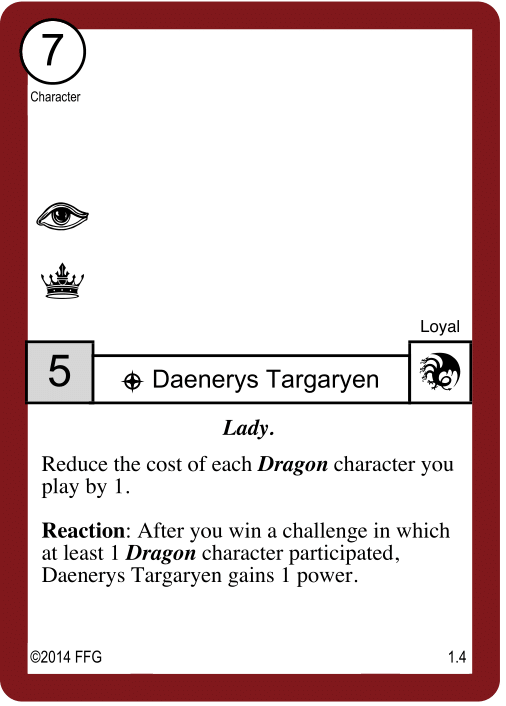 7
Character
Loyal
5
Daenerys Targaryen
Lady.
Reduce the cost of each Dragon character you
play by 1.
Reaction: After you win a challenge in which
at least 1 Dragon character participated,
Daenerys Targaryen gains 1 power.
©2014 FFG
1.4